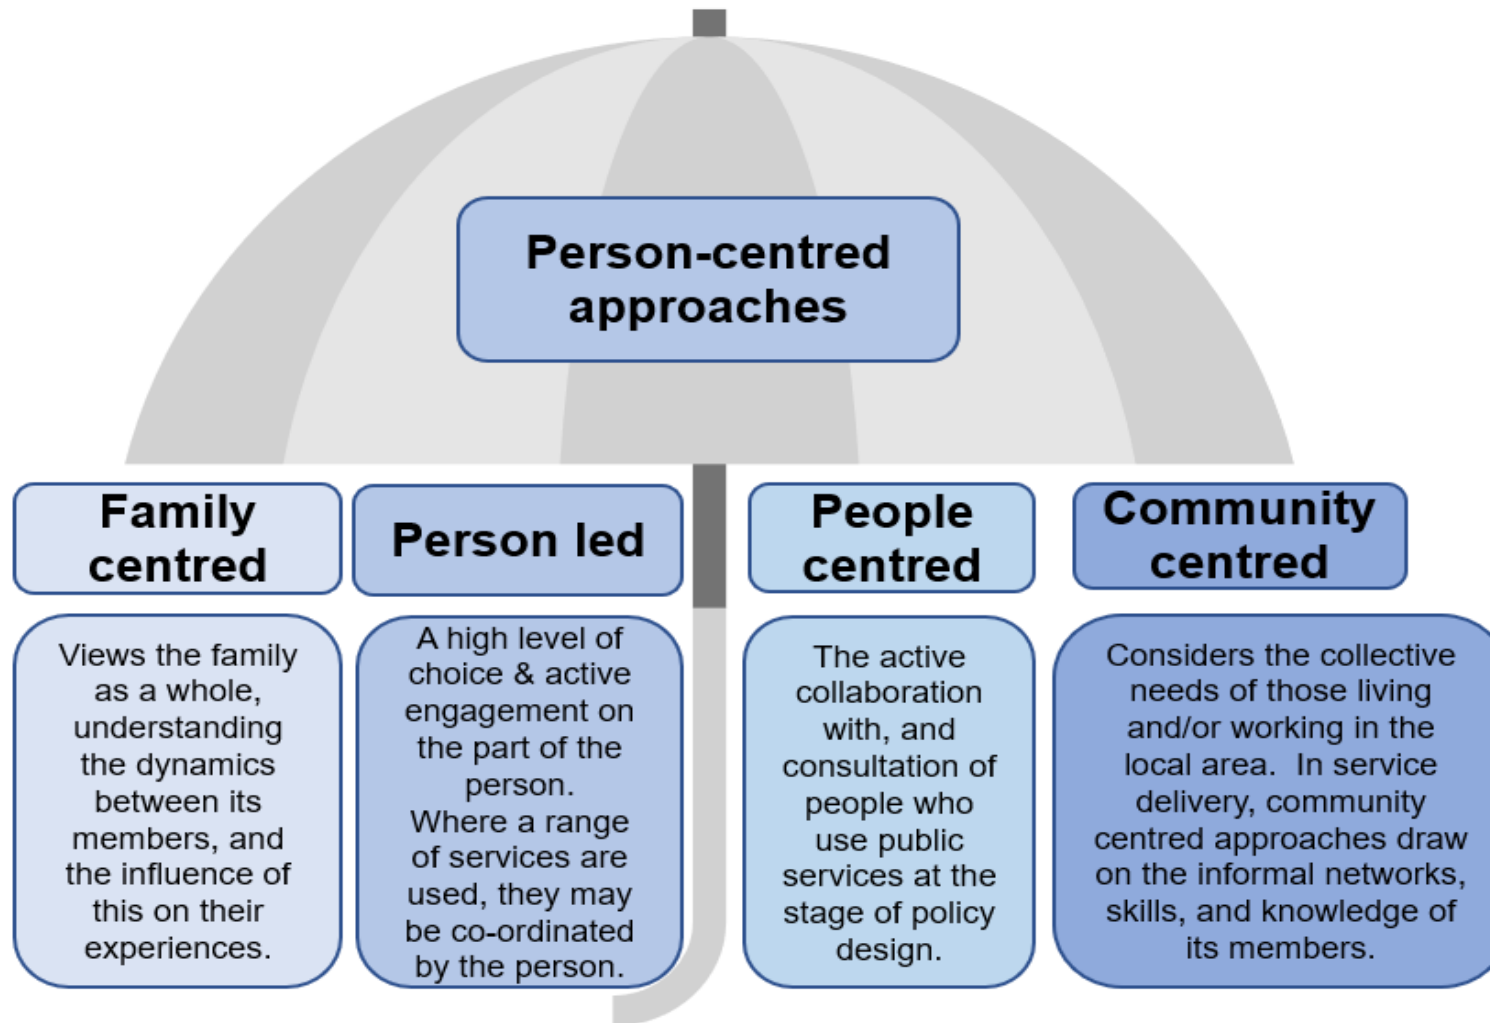 Person-centred
approaches
Family
centred
Views the family
as a whole,
understanding
the dynamics
between its
members, and
the influence of
this on their
experiences.
Person led
A high level of
choice & active
engagement on
the part of the
person.
Where a range
of services are
used, they may
be co-ordinated
by the person.
People
centred
The active
collaboration
with, and
consultation of
people who
use public
services at the
stage of policy
design.
Community
centred
Considers the collective
needs of those living
and/or working in the
local area.  In service
delivery, community
centred approaches draw
on the informal networks,
skills, and knowledge of
its members.